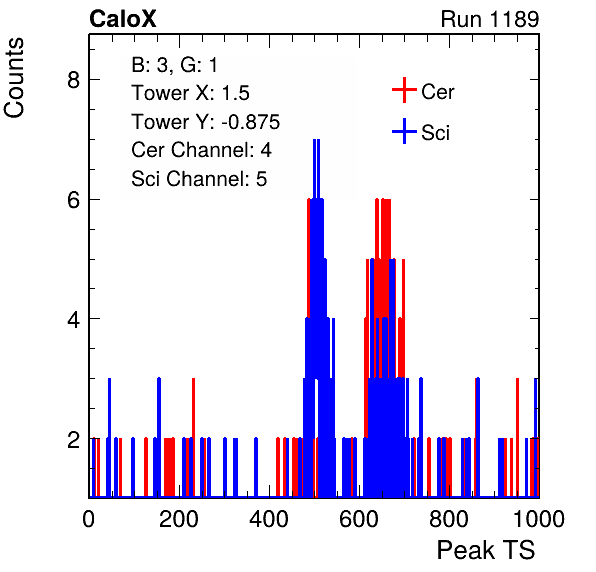 CaloX Run 1189
Counts
B: 3, G: 1
Tower X: 1.5
Tower Y: -0.875
Cer Channel: 4
Sci Channel: 5
Cer
Sci
8
6
4
2
0 200 400 600 800 1000
Peak TS